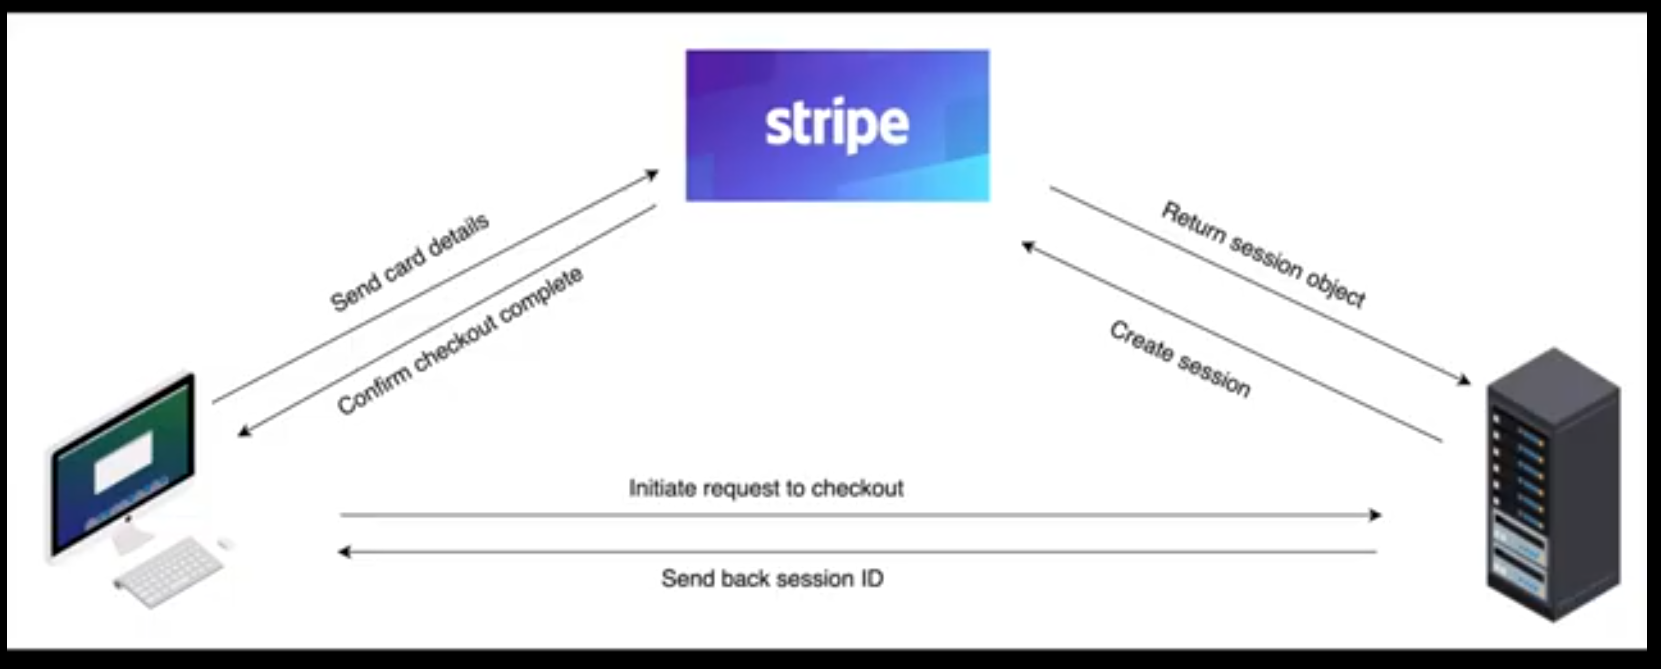 stripe
Send card details
Confirm checkout complete
Return session object
Create session
Initiate request to checkout
Send back session ID